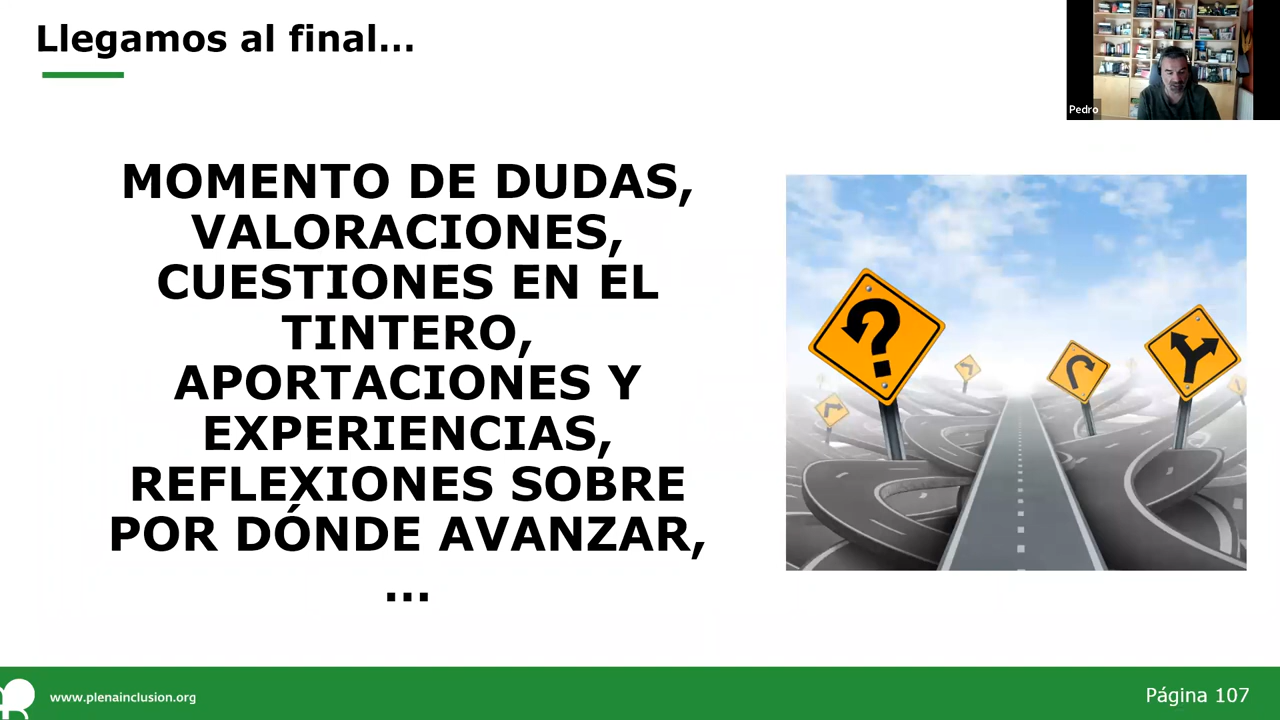 Llegamos al final...
Pedro
MOMENTO DE DUDAS,
VALORACIONES,
CUESTIONES EN EL
TINTERO,
APORTACIONES Y
EXPERIENCIAS,
REFLEXIONES SOBRE
POR DÓNDE AVANZAR,
...
?
www.plenainclusion.org
Página 107